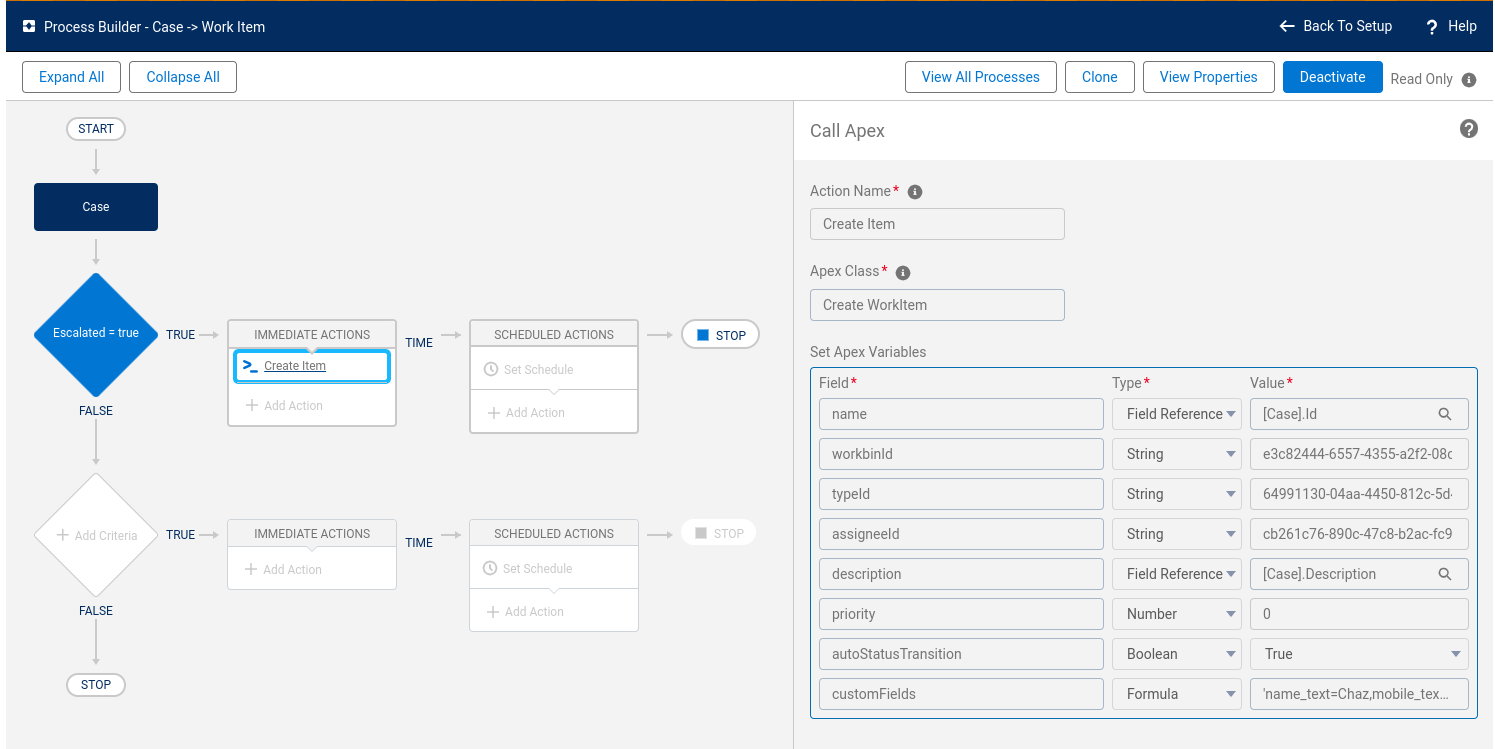 Process Builder - Case -> Work Item
Back To Setup
Help
Expand All
Collapse All
View All Processes
Clone
View Properties
Deactivate
Read Only
START
Case
Escalated = true
TRUE
IMMEDIATE ACTIONS
Create Item
Add Action
TIME
SCHEDULED ACTIONS
Set Schedule
Add Action
STOP
FALSE
Add Criteria
TRUE
IMMEDIATE ACTIONS
Add Action
TIME
SCHEDULED ACTIONS
Set Schedule
Add Action
STOP
FALSE
STOP
Call Apex
Action Name*
Create Item
Apex Class*
Create WorkItem
Set Apex Variables
Field* Type* Value*
name Field Reference [Case].Id
workbinId String e3c82444-6557-4355-a2f2-08c
typeId String 64991130-04aa-4450-812c-5d
assigneeId String cb261c76-890c-47c8-b2ac-fc9
description Field Reference [Case].Description
priority Number 0
autoStatusTransition Boolean True
customFields Formula 'name_text=Chaz,mobile_tex...